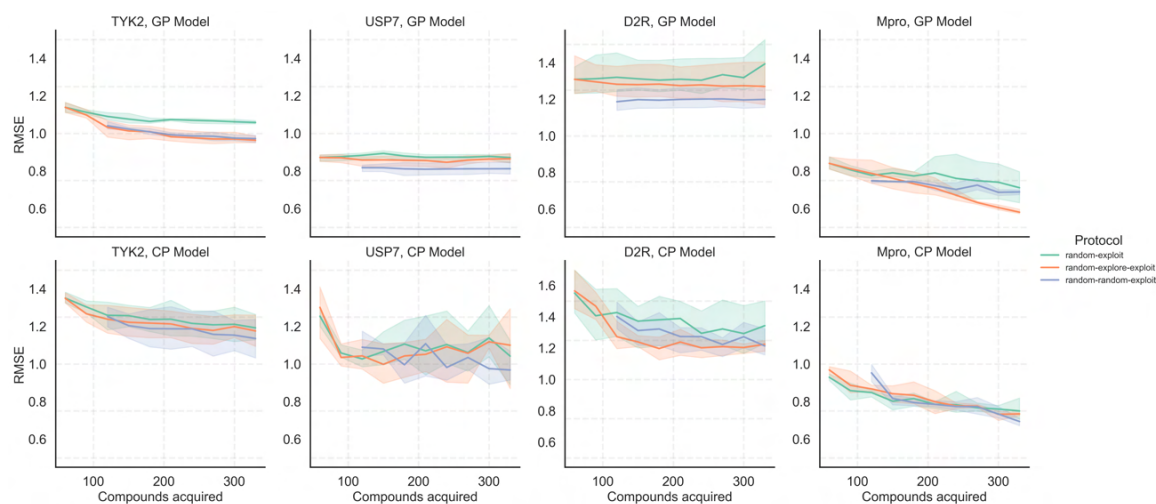 TYK2, GP Model
USP7, GP Model
D2R, GP Model
Mpro, GP Model
RMSE
1.4
1.2
1.0
0.8
0.6
1.4
1.2
1.0
0.8
0.6
1.4
1.2
1.0
0.8
0.6
1.4
1.2
1.0
0.8
0.6
TYK2, CP Model
USP7, CP Model
D2R, CP Model
Mpro, CP Model
RMSE
1.4
1.2
1.0
0.8
0.6
1.4
1.2
1.0
0.8
0.6
1.6
1.4
1.2
1.0
0.8
0.6
1.4
1.2
1.0
0.8
0.6
100 200 300
100 200 300
100 200 300
100 200 300
Compounds acquired
Compounds acquired
Compounds acquired
Compounds acquired
Protocol
random-exploit
random-explore-exploit
random-random-exploit